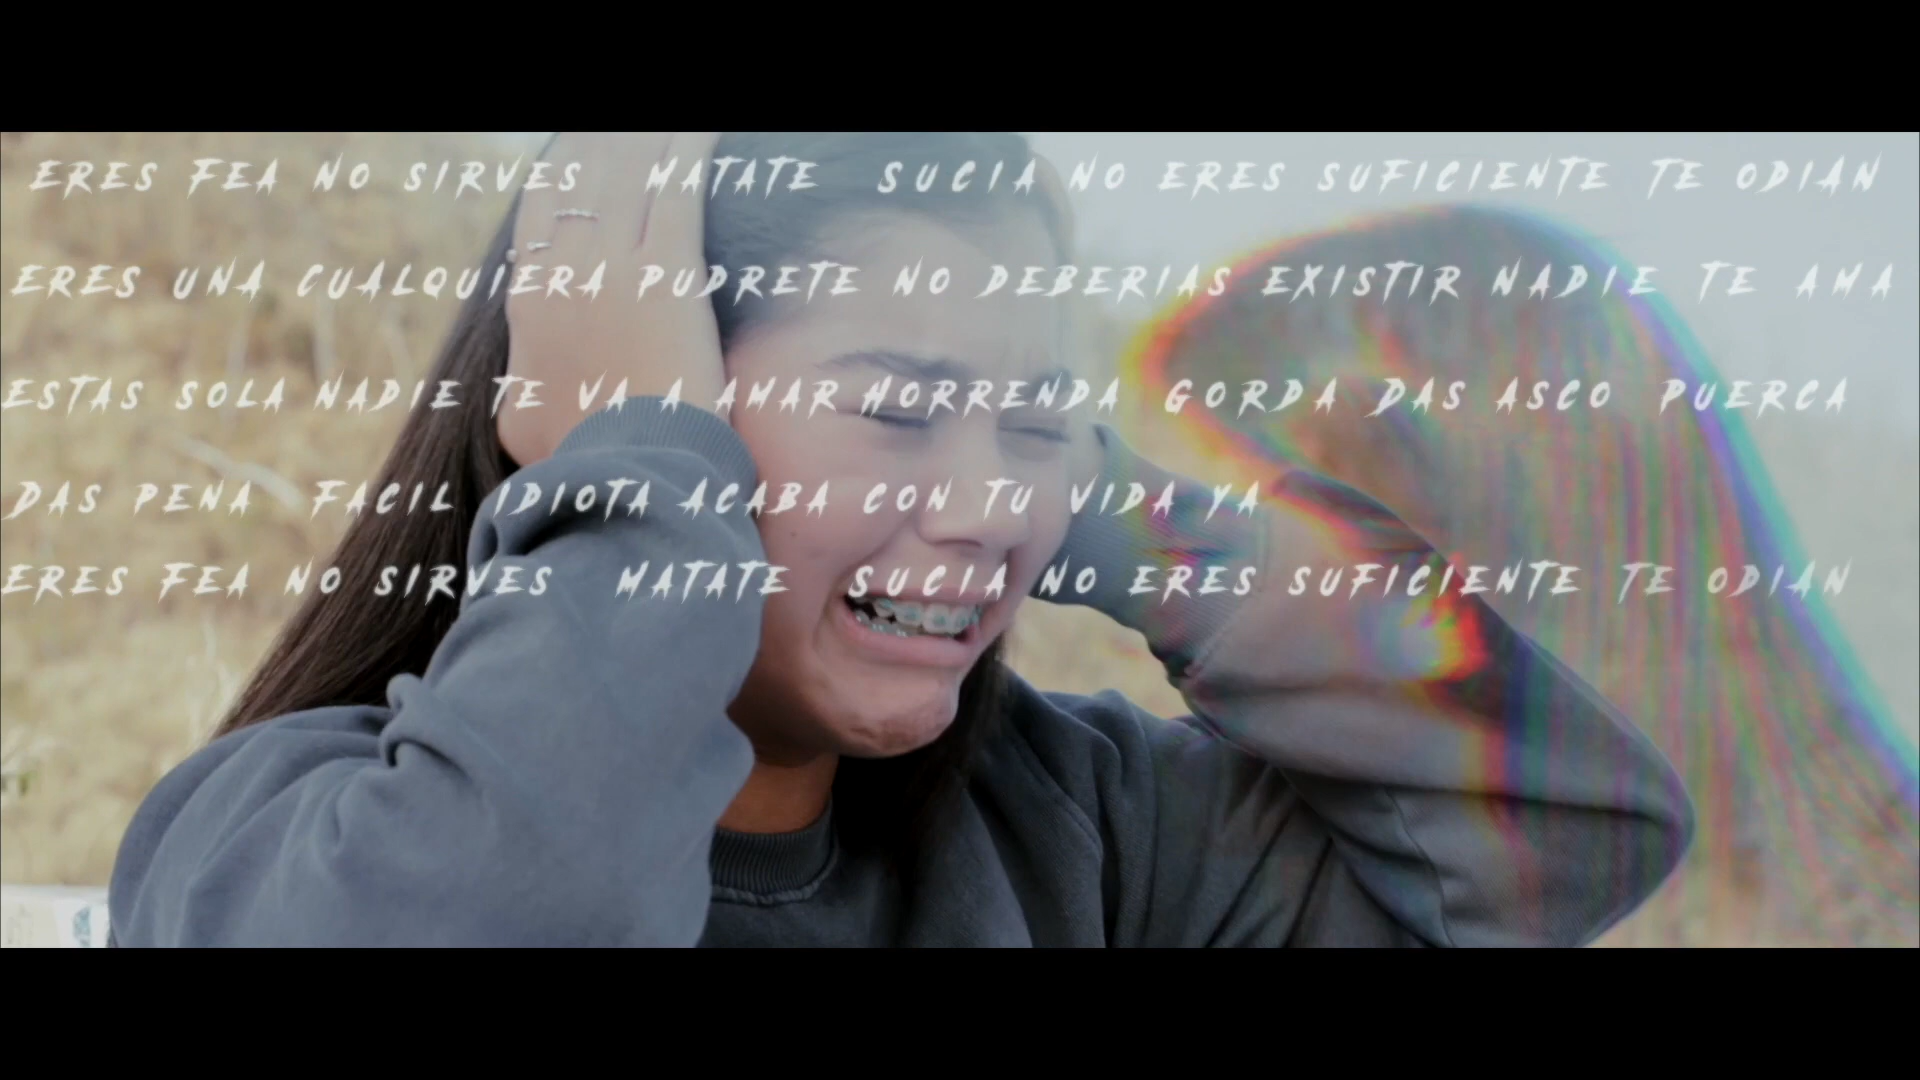 ERES FEA NO SIRVES MATATE SUCIA NO ERES SUFICIENTE TE ODIAN
ERES UNA CUALQUIERA PUDRETE NO DEBERIAS EXISTIR NADIE TE AMA
ESTAS SOLA NADIE TE VA A AMAR HORRENDA GORDA DAS ASCO PUERCA
DAS PENA FACIL IDIOTA ACABA CON TU VIDA YA
ERES FEA NO SIRVES MATATE SUCIA NO ERES SUFICIENTE TE ODIAN